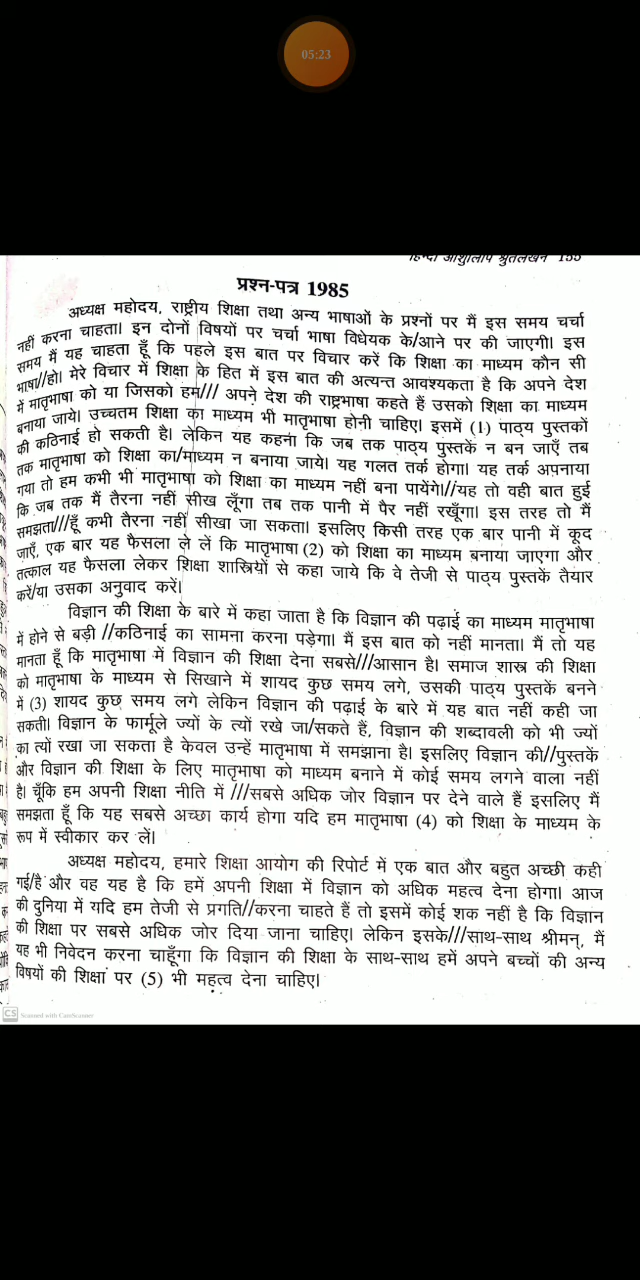 05:23
हिन्दी आशुलिपि श्रुतलेखन 155
प्रश्न-पत्र 1985
अध्यक्ष महोदय, राष्ट्रीय शिक्षा तथा अन्य भाषाओं के प्रश्नों पर मैं इस समय चर्चा
नहीं करना चाहता। इन दोनों विषयों पर चर्चा भाषा विधेयक के/आने पर की जाएगी। इस
समय मैं यह चाहता हूँ कि पहले इस बात पर विचार करें कि शिक्षा का माध्यम कौन सी
भाषा//हो। मेरे विचार में शिक्षा के हित में इस बात की अत्यन्त आवश्यकता है कि अपने देश
में मातृभाषा को या जिसको हम/// अपने देश की राष्ट्रभाषा कहते हैं उसको शिक्षा का माध्यम
बनाया जाये। उच्चतम शिक्षा का माध्यम भी मातृभाषा होनी चाहिए। इसमें (1) पाठ्य पुस्तकों
की कठिनाई हो सकती है। लेकिन यह कहना कि जब तक पाठ्य पुस्तकें न बन जाएँ तब
तक मातृभाषा को शिक्षा का/माध्यम न बनाया जाये। यह गलत तर्क होगा। यह तर्क अपनाया
गया तो हम कभी भी मातृभाषा को शिक्षा का माध्यम नहीं बना पायेंगे।//यह तो वही बात हुई
कि जब तक मैं तैरना नहीं सीख लूँगा तब तक पानी में पैर नहीं रखूँगा। इस तरह तो मैं
समझता///हूँ कभी तैरना नहीं सीखा जा सकता। इसलिए किसी तरह एक बार पानी में कूद
जाएँ, एक बार यह फैसला ले लें कि मातृभाषा (2) को शिक्षा का माध्यम बनाया जाएगा और
तत्काल यह फैसला लेकर शिक्षा शास्त्रियों से कहा जाये कि वे तेजी से पाठ्य पुस्तकें तैयार
करें/या उसका अनुवाद करें।
विज्ञान की शिक्षा के बारे में कहा जाता है कि विज्ञान की पढ़ाई का माध्यम मातृभाषा
में होने से बड़ी //कठिनाई का सामना करना पड़ेगा। मैं इस बात को नहीं मानता। मैं तो यह
मानता हूँ कि मातृभाषा में विज्ञान की शिक्षा देना सबसे///आसान है। समाज शास्त्र की शिक्षा
को मातृभाषा के माध्यम से सिखाने में शायद कुछ समय लगे, उसकी पाठ्य पुस्तकें बनने
में (3) शायद कुछ समय लगे लेकिन विज्ञान की पढ़ाई के बारे में यह बात नहीं कही जा
सकती। विज्ञान के फार्मूले ज्यों के त्यों रखे जा/सकते हैं, विज्ञान की शब्दावली को भी ज्यों
का त्यों रखा जा सकता है केवल उन्हें मातृभाषा में समझाना है। इसलिए विज्ञान की//पुस्तकें
और विज्ञान की शिक्षा के लिए मातृभाषा को माध्यम बनाने में कोई समय लगने वाला नहीं
है। चूँकि हम अपनी शिक्षा नीति में ///सबसे अधिक जोर विज्ञान पर देने वाले हैं इसलिए मैं
समझता हूँ कि यह सबसे अच्छा कार्य होगा यदि हम मातृभाषा (4) को शिक्षा के माध्यम के
रूप में स्वीकार कर लें।
अध्यक्ष महोदय, हमारे शिक्षा आयोग की रिपोर्ट में एक बात और बहुत अच्छी कही
गई/है और वह यह है कि हमें अपनी शिक्षा में विज्ञान को अधिक महत्व देना होगा। आज
की दुनिया में यदि हम तेजी से प्रगति//करना चाहते हैं तो इसमें कोई शक नहीं है कि विज्ञान
की शिक्षा पर सबसे अधिक जोर दिया जाना चाहिए। लेकिन इसके///साथ-साथ श्रीमन्, मैं
यह भी निवेदन करना चाहूँगा कि विज्ञान की शिक्षा के साथ-साथ हमें अपने बच्चों की अन्य
विषयों की शिक्षा पर (5) भी महत्व देना चाहिए।
CS Scanned with CamScanner